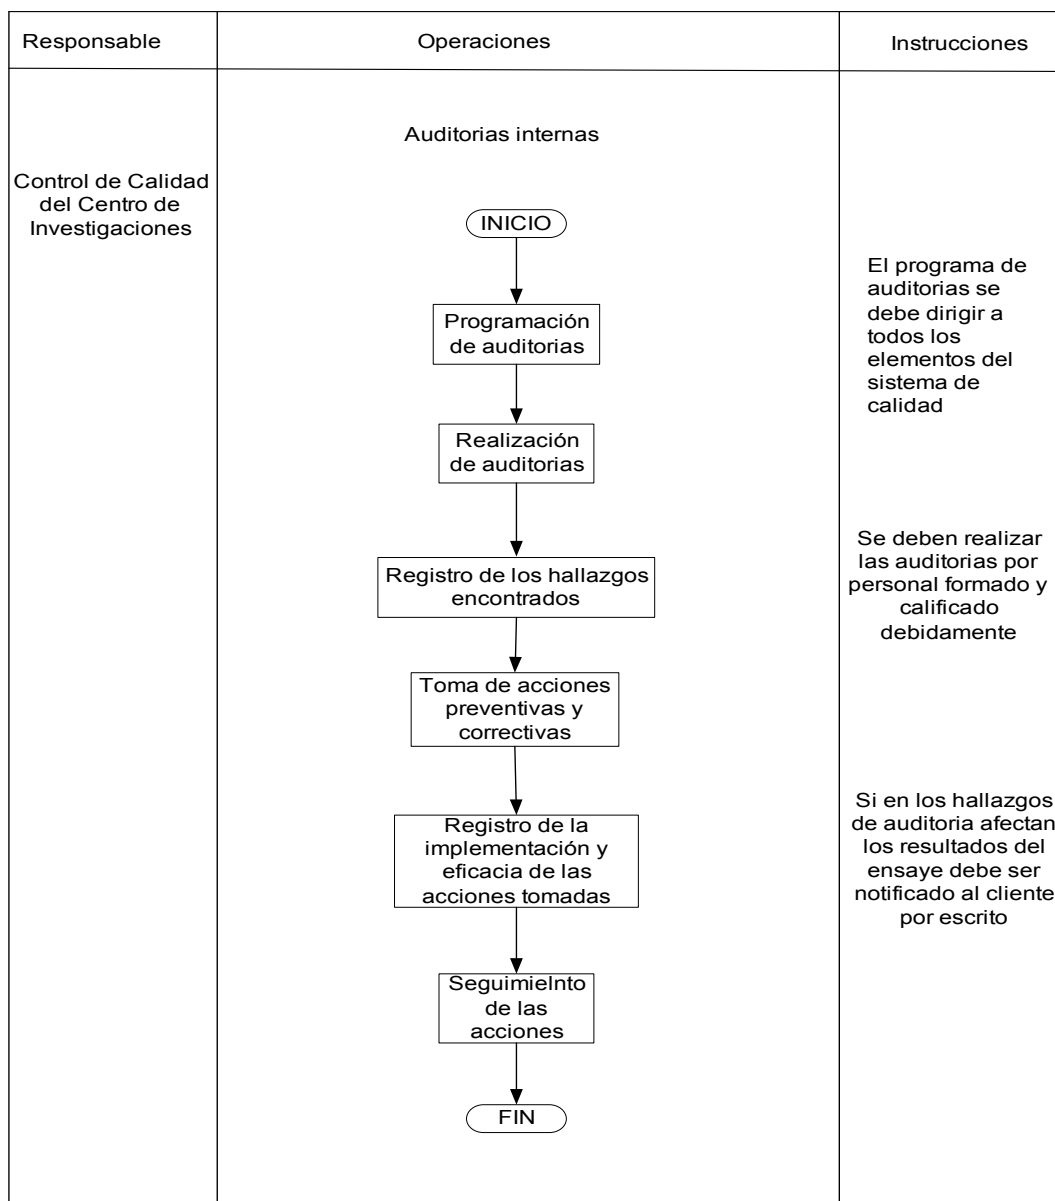 Responsable
Operaciones
Instrucciones
Auditorias internas
Control de Calidad
del Centro de
Investigaciones
INICIO
El programa de
auditorias se
debe dirigir a
todos los
elementos del
sistema de
calidad
Programación
de auditorias
Realización
de auditorias
Se deben realizar
las auditorias por
personal formado y
calificado
debidamente
Registro de los hallazgos
encontrados
Toma de acciones
preventivas y
correctivas
Si en los hallazgos
de auditoria afectan
los resultados del
ensaye debe ser
notificado al cliente
por escrito
Registro de la
implementación y
eficacia de las
acciones tomadas
Seguimielnto
de las
acciones
FIN